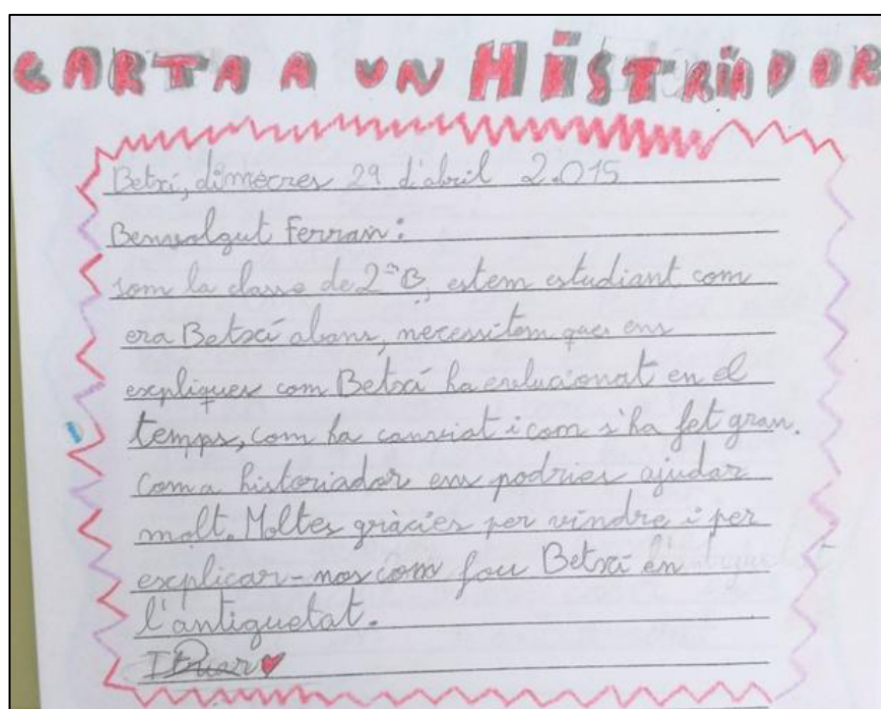 CARTA A UN HISTRIADOR
Betxí, dimecres 29 d'abril 2.015
Benvolgut Ferran:
som la classe de 2ⁿ B, estem estudiant com
era Betxí abans, necessitem que ens
expliques com Betxí ha evolucionat en el
temps, com ha canviat i com s'ha fet gran.
Com a historiador ens podries ajudar
molt. Moltes gràcies per vindre i per
explicar-nos com fou Betxí en
l'antiguetat.